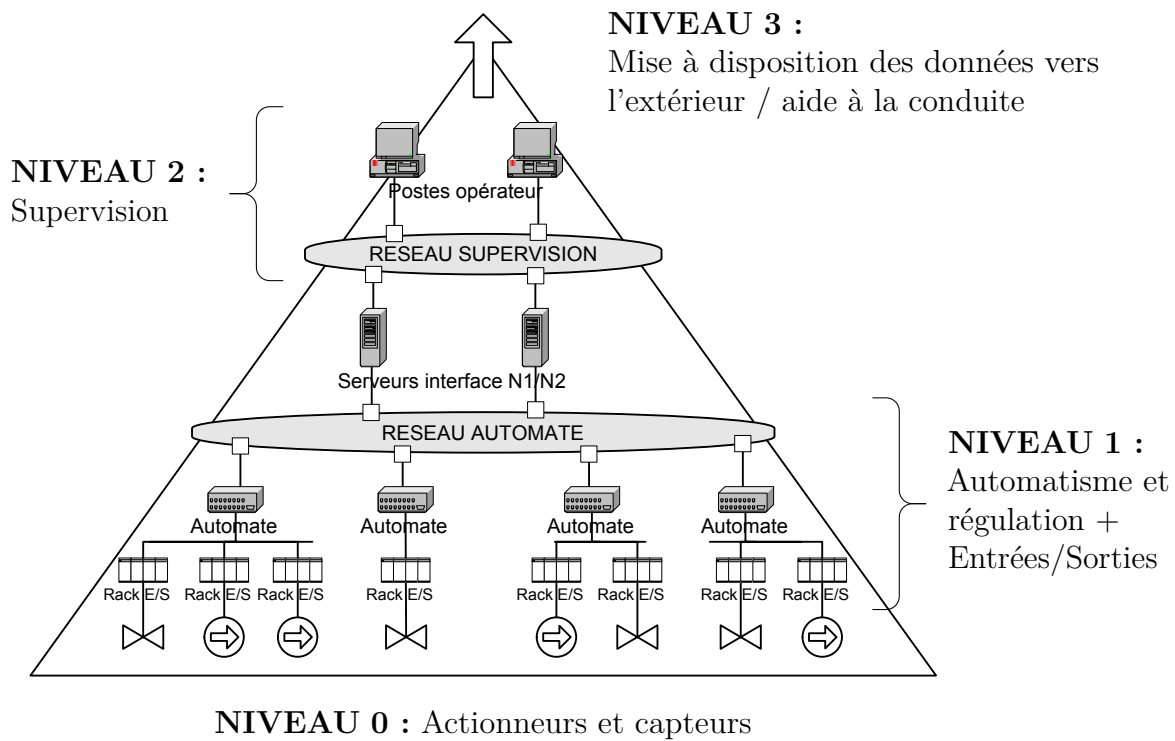 NIVEAU 3 :
Mise à disposition des données vers
l'extérieur / aide à la conduite
NIVEAU 2 :
Supervision
Postes opérateur
RESEAU SUPERVISION
Serveurs interface N1/N2
RESEAU AUTOMATE
NIVEAU 1 :
Automatisme et
régulation +
Entrées/Sorties
Automate Automate Automate Automate
Rack E/S Rack E/S Rack E/S Rack E/S Rack E/S Rack E/S Rack E/S Rack E/S
NIVEAU 0 : Actionneurs et capteurs